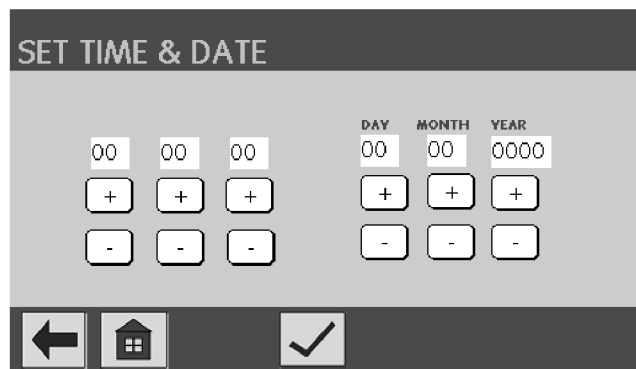 SET TIME & DATE
DAY MONTH YEAR
00 00 00 00 00 0000
+ + + + + +
- - - - - -